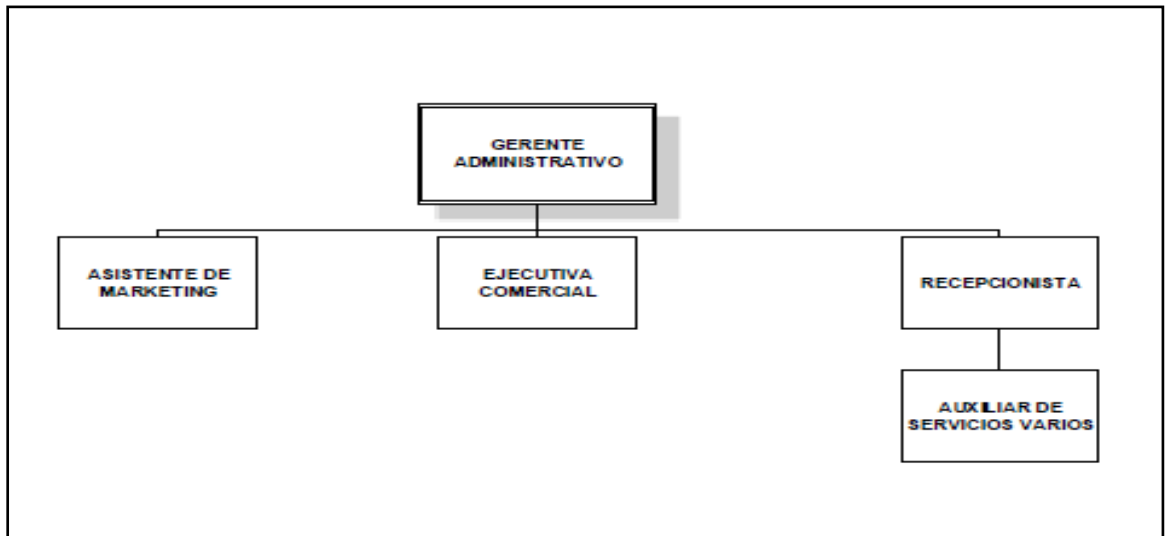 GERENTE
ADMINISTRATIVO
ASISTENTE DE
MARKETING
EJECUTIVA
COMERCIAL
RECEPCIONISTA
AUXILIAR DE
SERVICIOS VARIOS